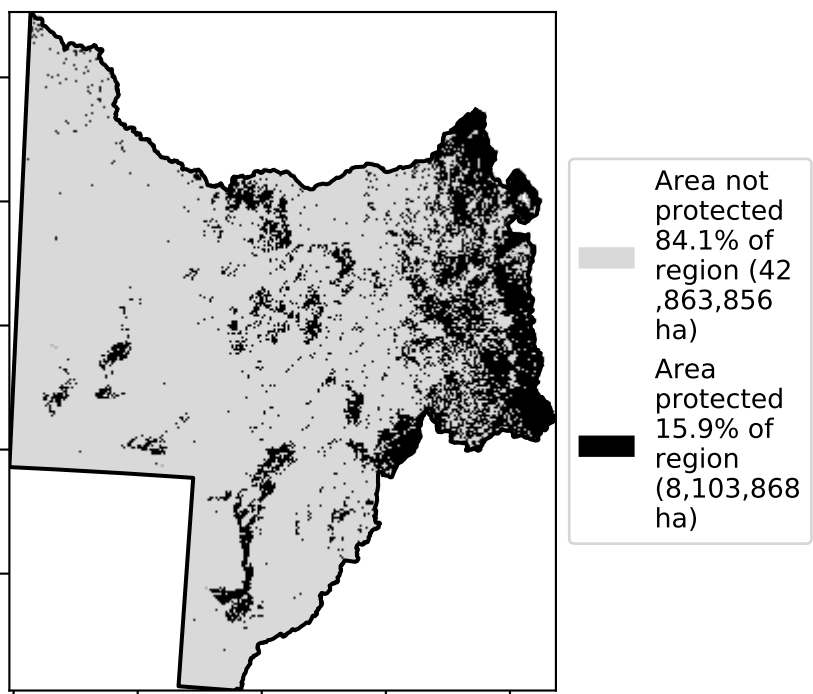 Area not
protected
84.1% of
region (42
,863,856
ha)
Area
protected
15.9% of
region
(8,103,868
ha)